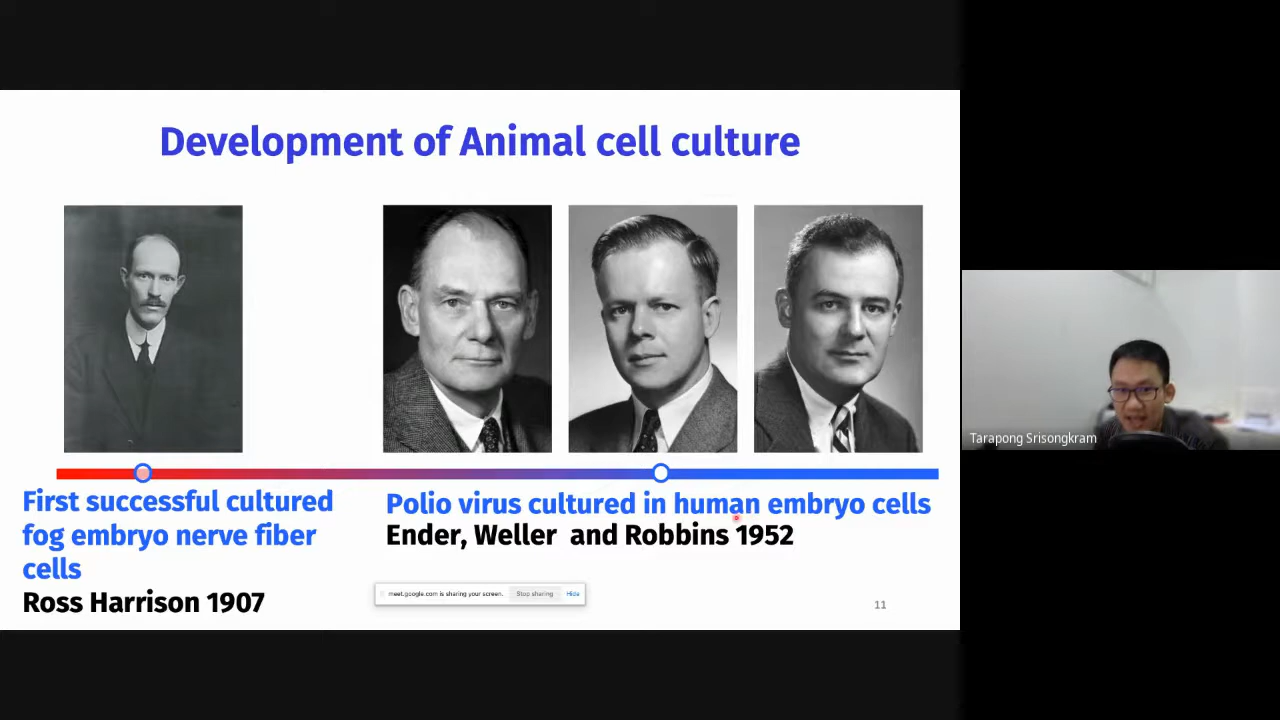 Development of Animal cell culture
First successful cultured
fog embryo nerve fiber
cells
Ross Harrison 1907
Polio virus cultured in human embryo cells
Ender, Weller and Robbins 1952
meet.google.com is sharing your screen. Stop sharing Hide
11
Tarapong Srisongkram